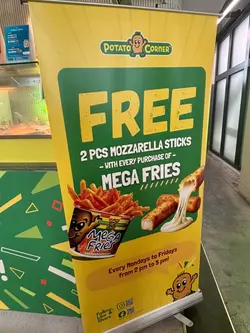 POTATO CORNER
FREE
2 PCS MOZZARELLA STICKS
- WITH EVERY PURCHASE OF -
MEGA FRIES
MEGA
FRIES
Every Mondays to Fridays
from 2 pm to 5 pm!